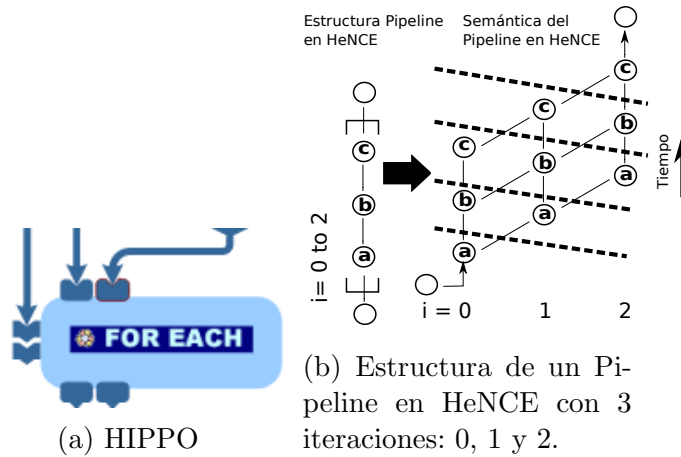 Estructura Pipeline
en HeNCE
Semántica del
Pipeline en HeNCE
c
b
a
i= 0 to 2
c
c
c
b
b
b
a
a
a
Tiempo
i = 0
1
2
FOR EACH
(a) HIPPO
(b) Estructura de un Pi-
peline en HeNCE con 3
iteraciones: 0, 1 y 2.